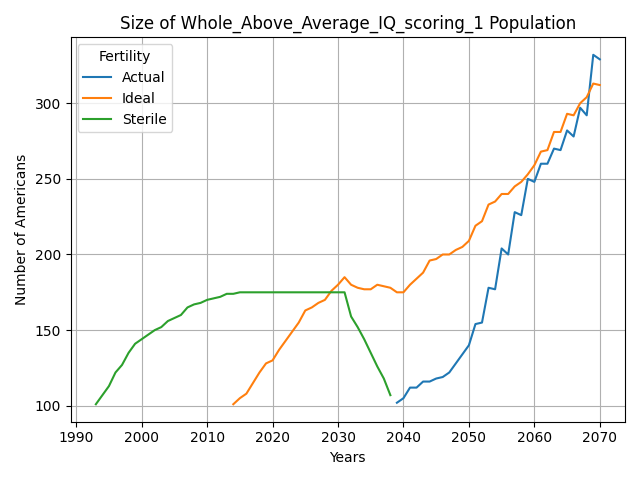 Size of Whole_Above_Average_IQ_scoring_1 Population
Fertility
Actual
Ideal
Sterile
Number of Americans
300
250
200
150
100
1990 2000 2010 2020 2030 2040 2050 2060 2070
Years